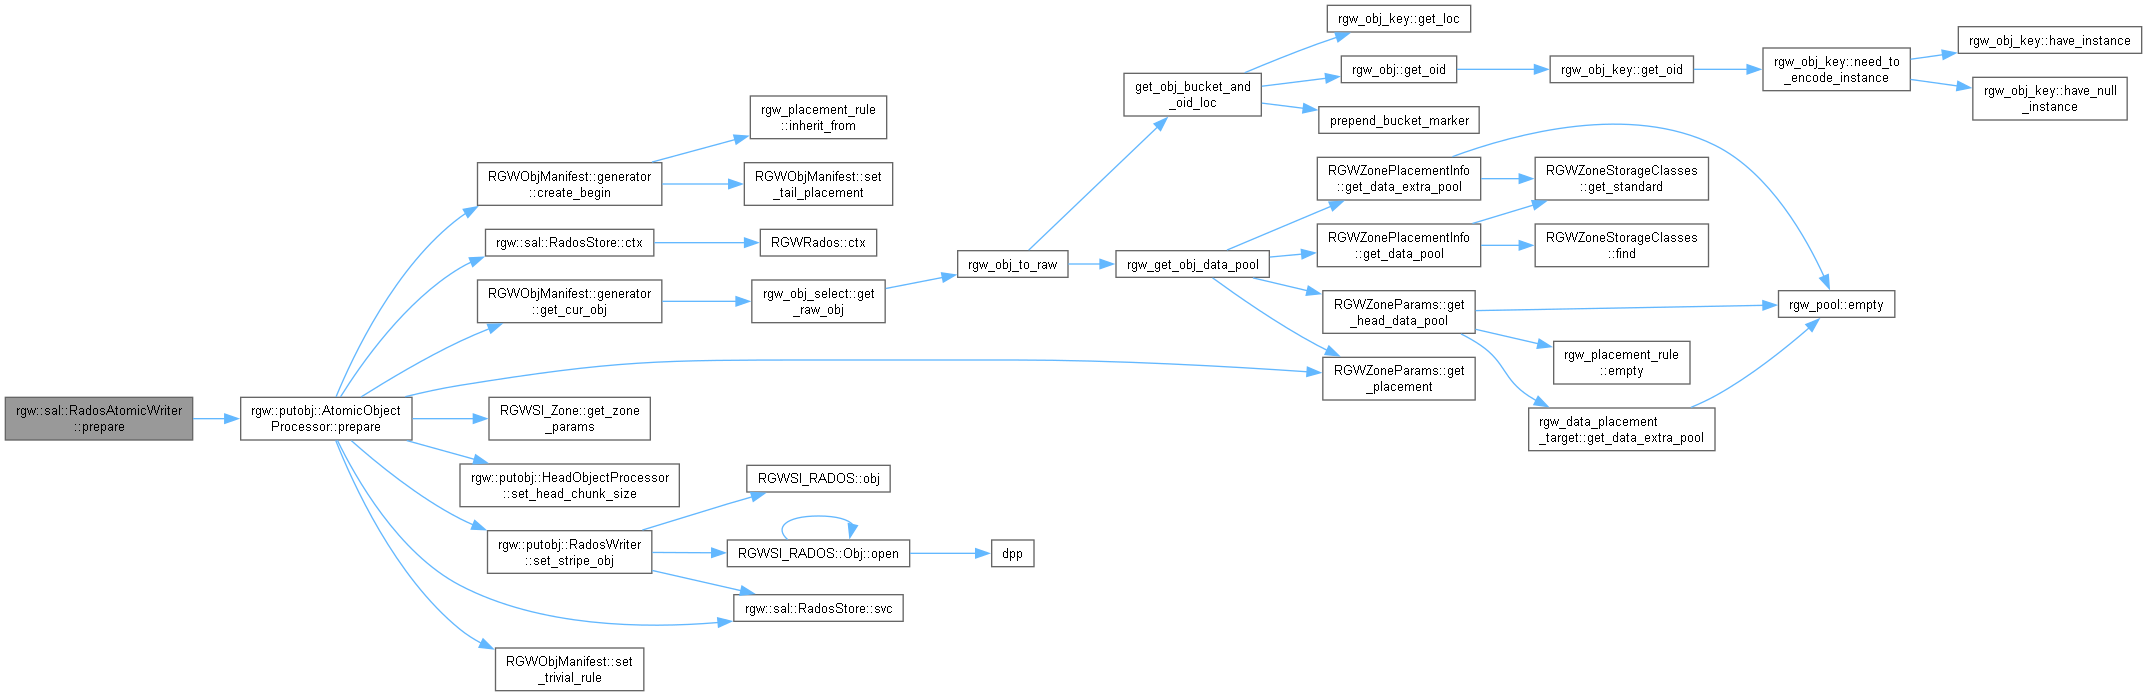 rgw::sal::RadosAtomicWriter
::prepare
rgw::putobj::AtomicObject
Processor::prepare
RGWObjManifest::generator
::create_begin
rgw_placement_rule
::inherit_from
RGWObjManifest::set
_tail_placement
rgw::sal::RadosStore::ctx
RGWRados::ctx
RGWObjManifest::generator
::get_cur_obj
rgw_obj_select::get
_raw_obj
rgw_obj_to_raw
get_obj_bucket_and
_oid_loc
rgw_obj_key::get_loc
rgw_obj::get_oid
rgw_obj_key::get_oid
rgw_obj_key::need_to
_encode_instance
rgw_obj_key::have_instance
rgw_obj_key::have_null
_instance
prepend_bucket_marker
rgw_get_obj_data_pool
RGWZonePlacementInfo
::get_data_extra_pool
RGWZoneStorageClasses
::get_standard
RGWZonePlacementInfo
::get_data_pool
RGWZoneStorageClasses
::find
RGWZoneParams::get
_head_data_pool
rgw_pool::empty
rgw_placement_rule
::empty
rgw_data_placement
_target::get_data_extra_pool
RGWZoneParams::get
_placement
RGWSI_Zone::get_zone
_params
rgw::putobj::HeadObjectProcessor
::set_head_chunk_size
rgw::putobj::RadosWriter
::set_stripe_obj
RGWSI_RADOS::obj
RGWSI_RADOS::Obj::open
dpp
rgw::sal::RadosStore::svc
RGWObjManifest::set
_trivial_rule